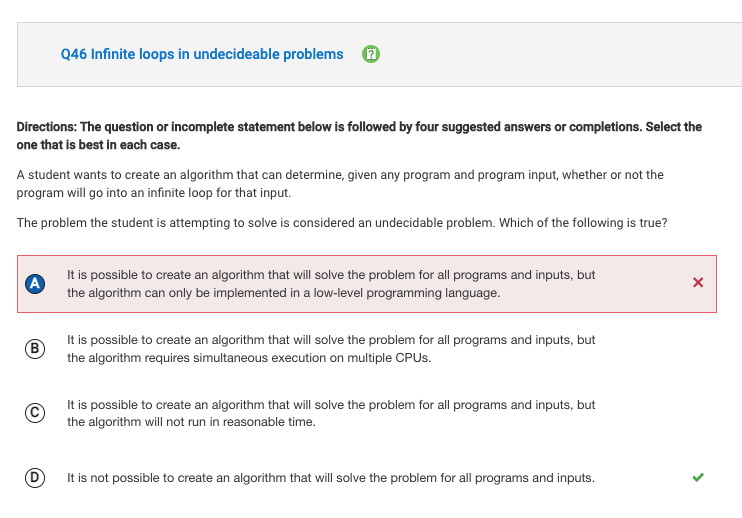 Q46 Infinite loops in undecideable problems
Directions: The question or incomplete statement below is followed by four suggested answers or completions. Select the
one that is best in each case.
A student wants to create an algorithm that can determine, given any program and program input, whether or not the
program will go into an infinite loop for that input.
The problem the student is attempting to solve is considered an undecidable problem. Which of the following is true?
A It is possible to create an algorithm that will solve the problem for all programs and inputs, but
the algorithm can only be implemented in a low-level programming language.
B It is possible to create an algorithm that will solve the problem for all programs and inputs, but
the algorithm requires simultaneous execution on multiple CPUs.
C It is possible to create an algorithm that will solve the problem for all programs and inputs, but
the algorithm will not run in reasonable time.
D It is not possible to create an algorithm that will solve the problem for all programs and inputs.